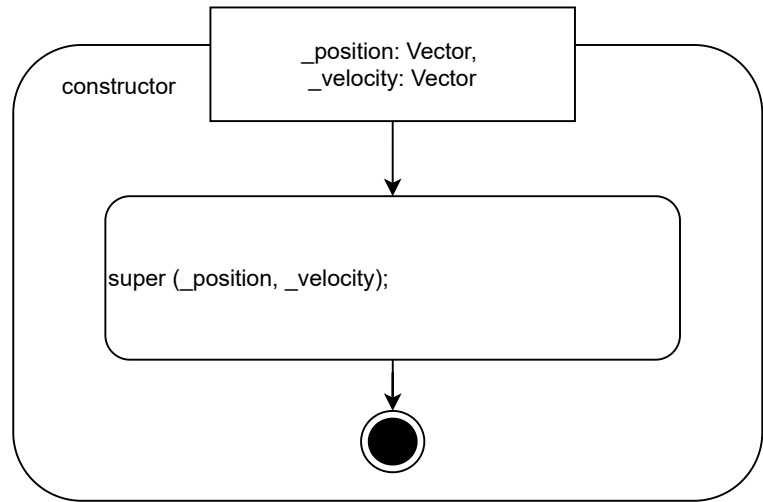 _position: Vector,
_velocity: Vector
constructor
super (_position, _velocity);